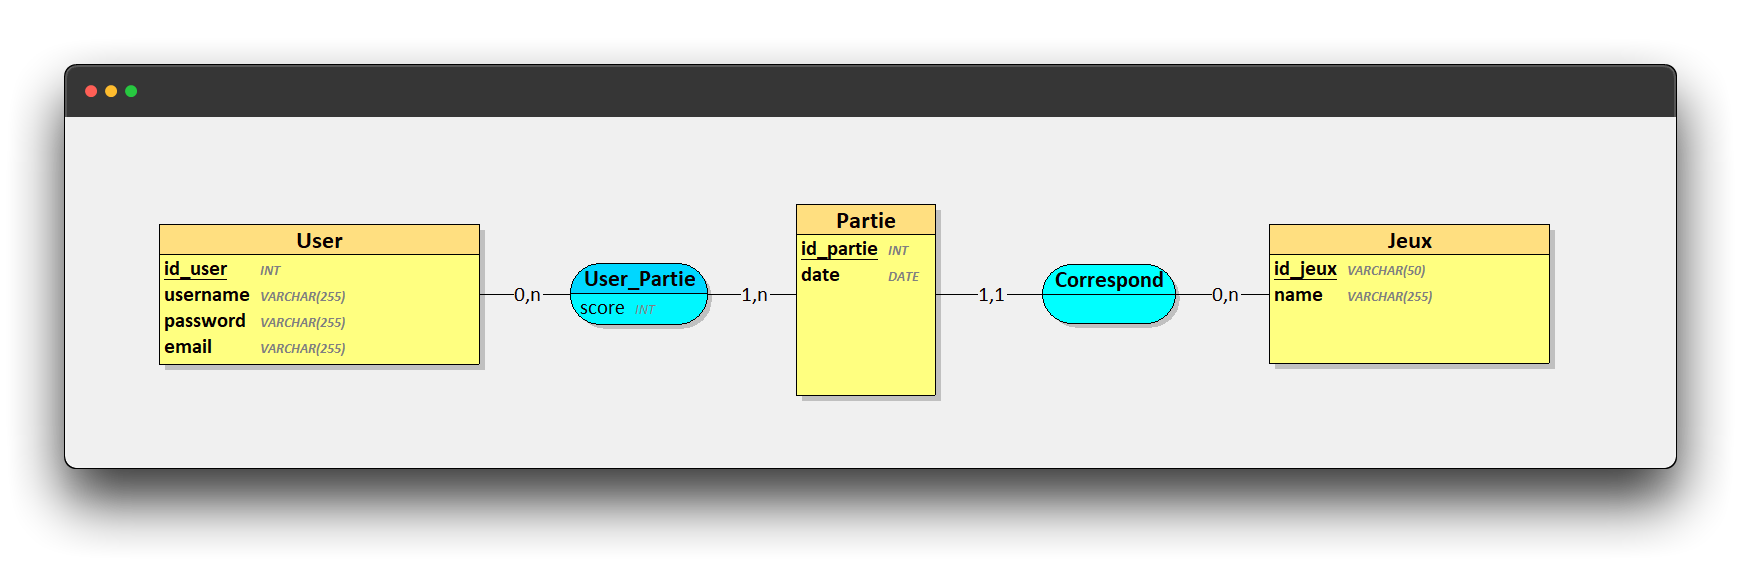 User
id_user INT
username VARCHAR(255)
password VARCHAR(255)
email VARCHAR(255)
0,n
User_Partie
score INT
1,n
Partie
id_partie INT
date DATE
1,1
Correspond
0,n
Jeux
id_jeux VARCHAR(50)
name VARCHAR(255)